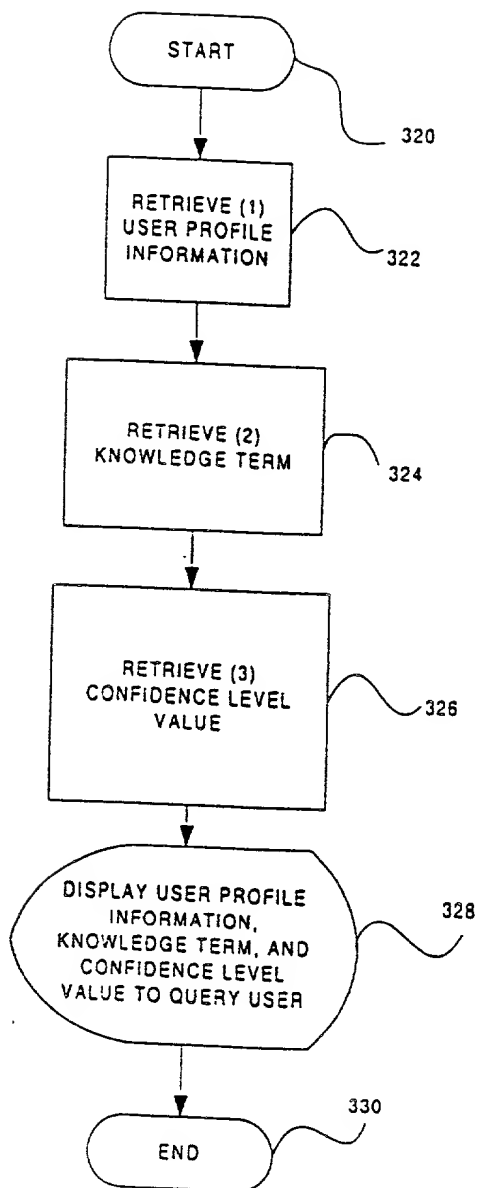 START
320
RETRIEVE (1)
USER PROFILE
INFORMATION
322
RETRIEVE (2)
KNOWLEDGE TERM
324
RETRIEVE (3)
CONFIDENCE LEVEL
VALUE
326
DISPLAY USER PROFILE
INFORMATION,
KNOWLEDGE TERM, AND
CONFIDENCE LEVEL
VALUE TO QUERY USER
328
END
330